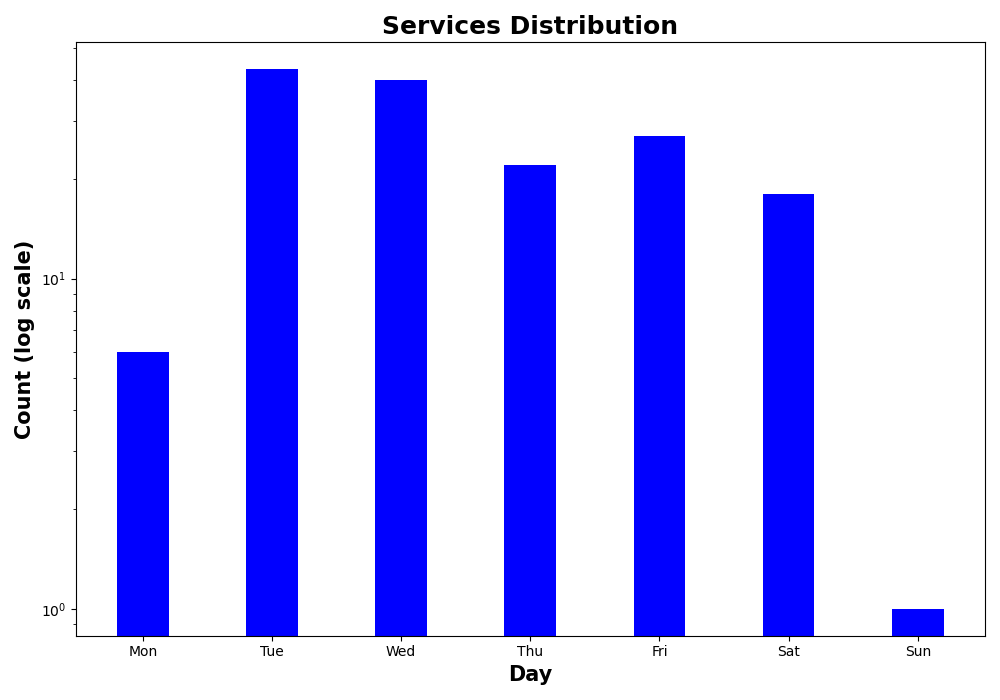 Services Distribution
Count (log scale)
10¹
10⁰
Mon Tue Wed Thu Fri Sat Sun
Day